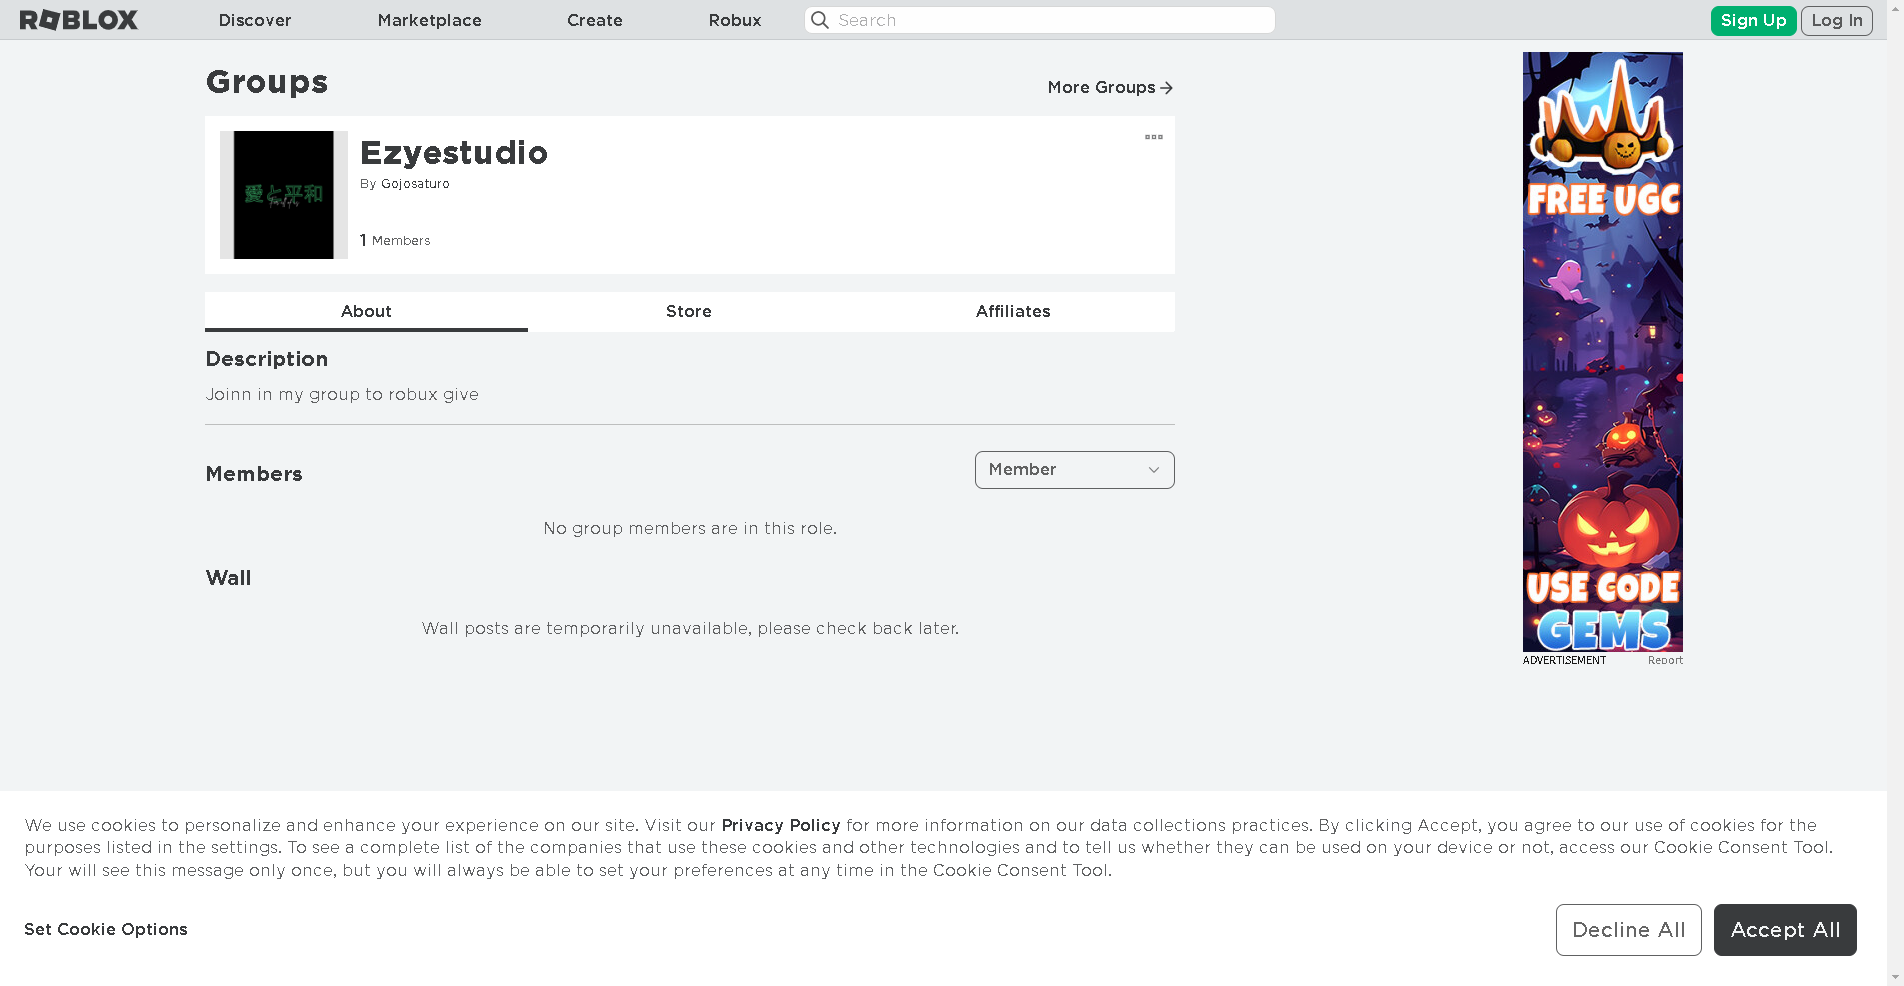 ROBLOX
Discover
Marketplace
Create
Robux
Search
Sign Up
Log In
Groups
More Groups
愛と平和
Ezyestudio
By Gojosaturo
1 Members
About
Store
Affiliates
Description
Joinn in my group to robux give
Members
Member
No group members are in this role.
Wall
Wall posts are temporarily unavailable, please check back later.
FREE UGC
USE CODE
GEMS
ADVERTISEMENT
Report
We use cookies to personalize and enhance your experience on our site. Visit our Privacy Policy for more information on our data collections practices. By clicking Accept, you agree to our use of cookies for the
purposes listed in the settings. To see a complete list of the companies that use these cookies and other technologies and to tell us whether they can be used on your device or not, access our Cookie Consent Tool.
Your will see this message only once, but you will always be able to set your preferences at any time in the Cookie Consent Tool.
Set Cookie Options
Decline All
Accept All